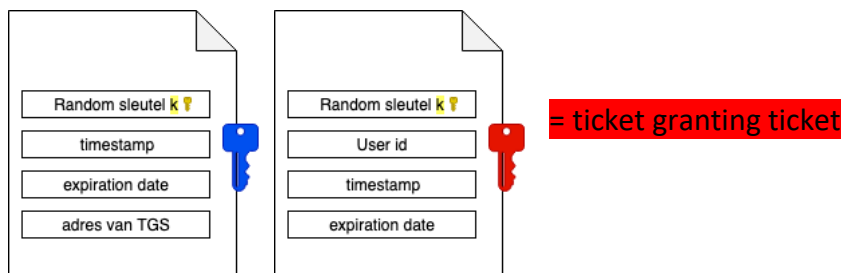 Random sleutel k
timestamp
expiration date
adres van TGS
Random sleutel k
User id
timestamp
expiration date
= ticket granting ticket